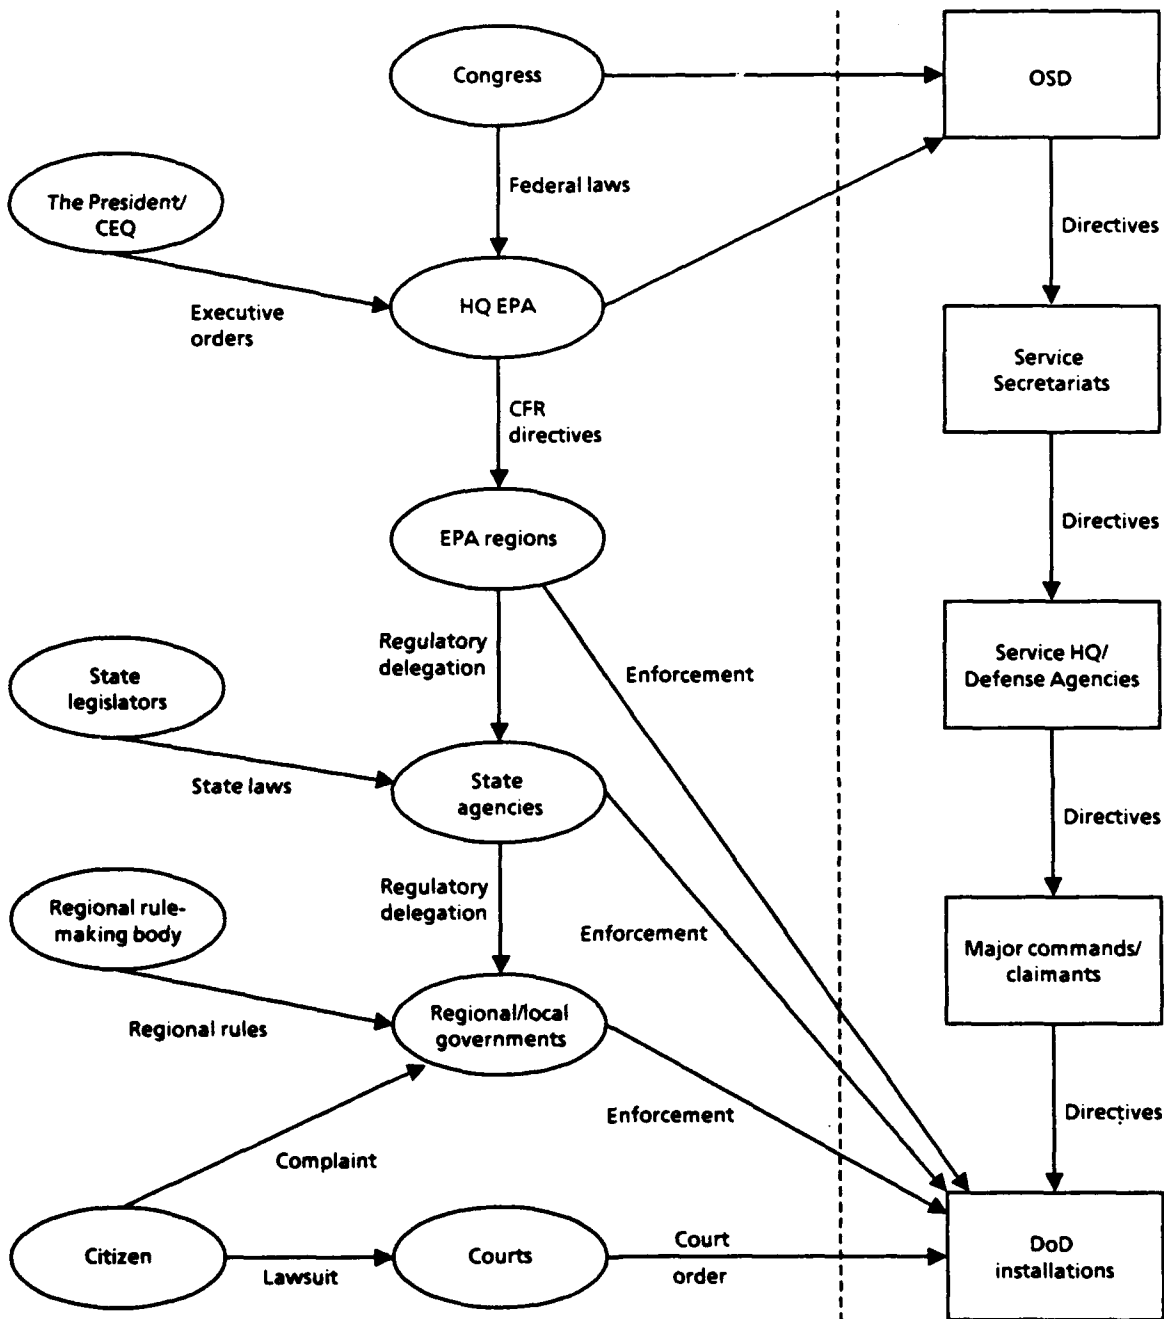 Congress
OSD
Federal laws
The President/
CEQ
Directives
Executive
orders
HQ EPA
Service
Secretariats
CFR
directives
Directives
EPA regions
Regulatory
delegation
Enforcement
Service HQ/
Defense Agencies
State
legislators
State laws
State
agencies
Directives
Regulatory
delegation
Enforcement
Regional rule-
making body
Major commands/
claimants
Regional rules
Regional/local
governments
Enforcement
Directives
Complaint
Citizen
Lawsuit
Courts
Court
order
DoD
installations